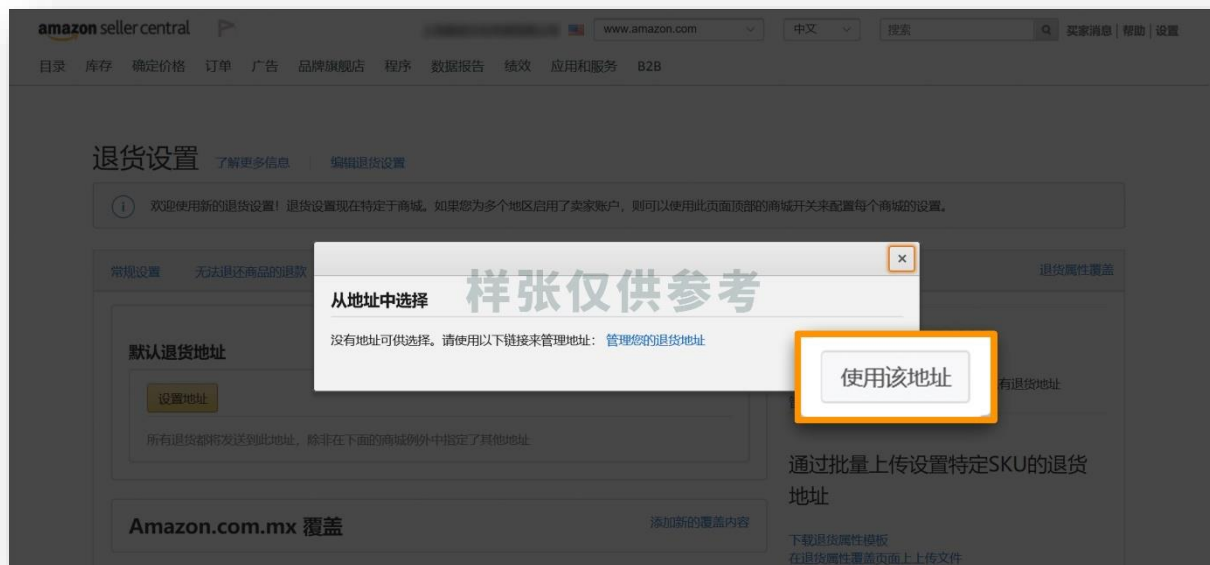 amazon seller central
www.amazon.com
中文
搜索
买家消息 | 帮助 | 设置
目录 库存 确定价格 订单 广告 品牌旗舰店 程序 数据报告 绩效 应用和服务 B2B
退货设置 了解更多信息 | 编辑退货设置
欢迎使用新的退货设置！退货设置现在特定于商城。如果您为多个地区启用了卖家账户，则可以使用此页面顶部的商城开关来配置每个商城的设置。
常规设置 无法退还商品的退款 退货属性覆盖
样张仅供参考
从地址中选择
没有地址可供选择。请使用以下链接来管理地址： 管理您的退货地址
使用该地址
默认退货地址
设置地址
所有退货都将发送到此地址，除非在下面的商城例外中指定了其他地址
有退货地址
通过批量上传设置特定SKU的退货
地址
Amazon.com.mx 覆盖
添加新的覆盖内容
下载退货属性模板
在退货属性覆盖页面上上传文件